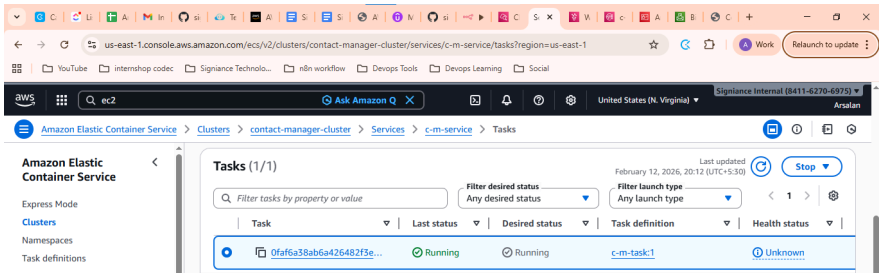 Work
Relaunch to update
us-east-1.console.aws.amazon.com/ecs/v2/clusters/contact-manager-cluster/services/c-m-service/tasks?region=us-east-1
YouTube internshop codec Signiance Technolo... n8n workflow Devops Tools Devops Learning Social
aws ec2 Ask Amazon Q United States (N. Virginia) Signiance Internal (8411-6270-6975)
Arsalan
Amazon Elastic Container Service > Clusters > contact-manager-cluster > Services > c-m-service > Tasks
Amazon Elastic
Container Service
Express Mode
Clusters
Namespaces
Task definitions
Tasks (1/1)
Last updated
February 12, 2026, 20:12 (UTC+5:30)
Stop
Filter tasks by property or value
Filter desired status
Any desired status
Filter launch type
Any launch type
1
Task Last status Desired status Task definition Health status
0faf6a38ab6a426482f3e... Running Running c-m-task:1 Unknown